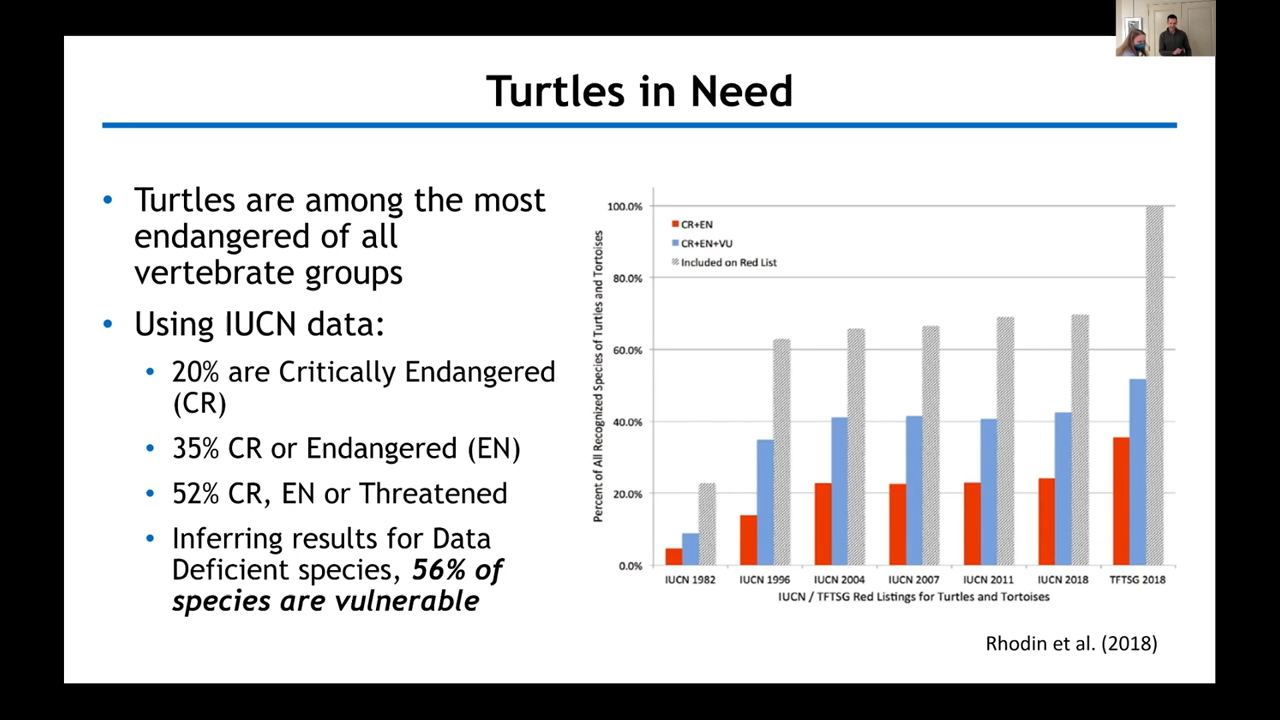 Turtles in Need
• Turtles are among the most
endangered of all
vertebrate groups
• Using IUCN data:
• 20% are Critically Endangered
(CR)
• 35% CR or Endangered (EN)
• 52% CR, EN or Threatened
• Inferring results for Data
Deficient species, 56% of
species are vulnerable
Percent of All Recognized Species of Turtles and Tortoises
100.0%
80.0%
60.0%
40.0%
20.0%
0.0%
CR+EN
CR+EN+VU
Included on Red List
IUCN 1982 IUCN 1996 IUCN 2004 IUCN 2007 IUCN 2011 IUCN 2018 TFTSG 2018
IUCN / TFTSG Red Listings for Turtles and Tortoises
Rhodin et al. (2018)